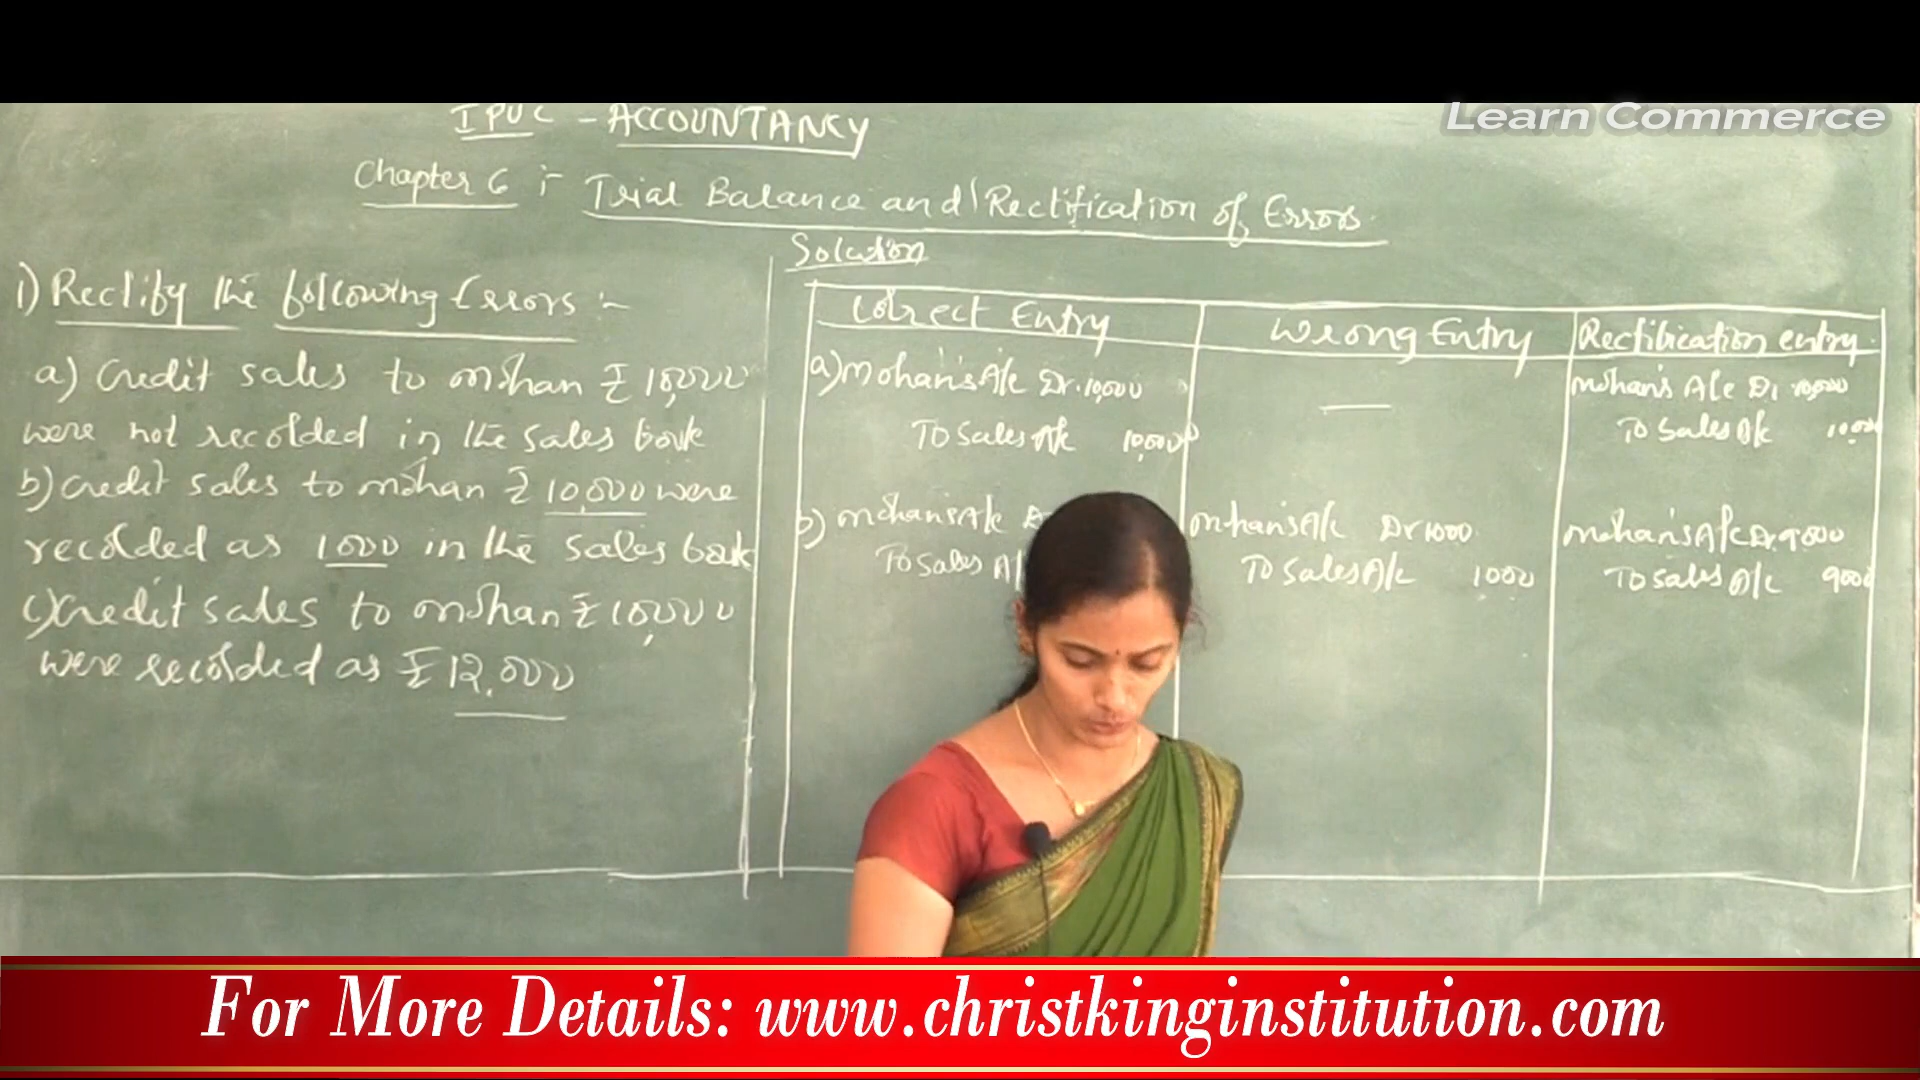 Learn Commerce
I PUC - ACCOUNTANCY
Chapter 6 :- Trial Balance and Rectification of Errors
1) Rectify the following Errors :-
a) Credit sales to mohan ₹ 10,000
were not recorded in the sales book
b) Credit sales to mohan ₹ 10,000 were
recorded as 1000 in the sales book
c) Credit sales to mohan ₹ 10,000
were recorded as ₹ 12,000
Solution
Correct Entry
a) mohan's A/c Dr. 10,000
To Sales A/c 10,000
b) mohan's A/c
To Sales
Wrong Entry
—
mohan's A/c Dr 1000
To Sales A/c 1000
Rectification entry
mohan's A/c Dr 10,000
To Sales A/c 10,000
mohan's A/c Dr. 9000
To Sales A/c 9000
For More Details: www.christkinginstitution.com